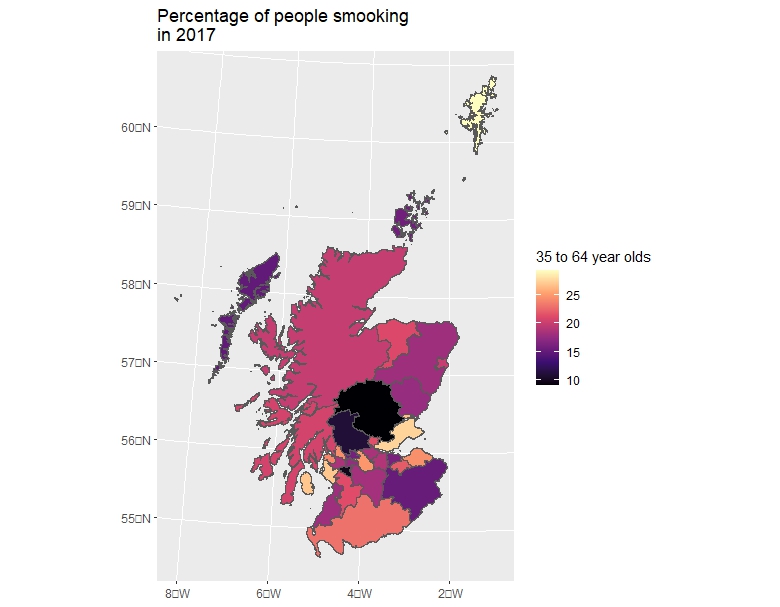 Percentage of people smooking
in 2017
60□N
59□N
58□N
57□N
56□N
55□N
8□W
6□W
4□W
2□W
35 to 64 year olds
25
20
15
10